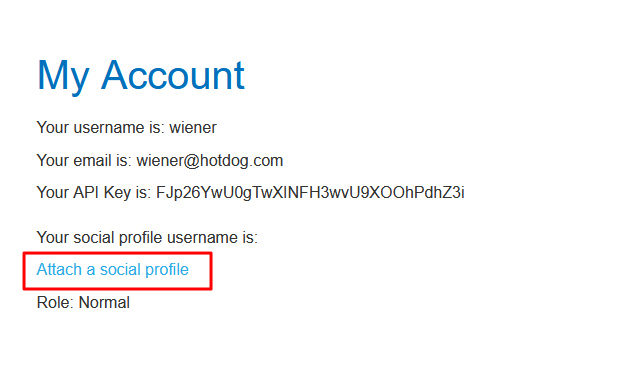 My Account
Your username is: wiener
Your email is: wiener@hotdog.com
Your API Key is: FJp26YwU0gTwXlNFH3wvU9XOOhPdhZ3i
Your social profile username is:
Attach a social profile
Role: Normal